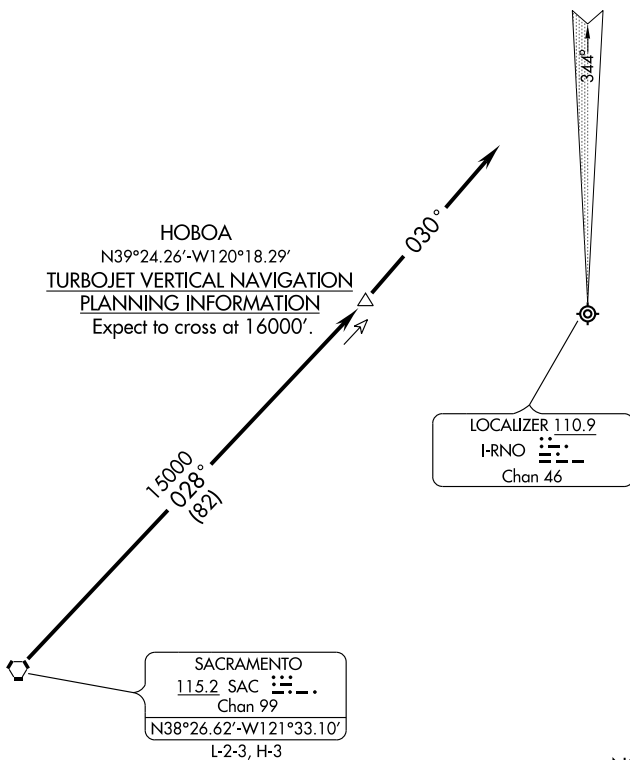 344°
030°
HOBOA
N39°24.26′-W120°18.29′
TURBOJET VERTICAL NAVIGATION
PLANNING INFORMATION
Expect to cross at 16000′.
LOCALIZER 110.9
I-RNO
Chan 46
15000
028°
(82)
SACRAMENTO
115.2 SAC
Chan 99
N38°26.62′-W121°33.10′
L-2-3, H-3